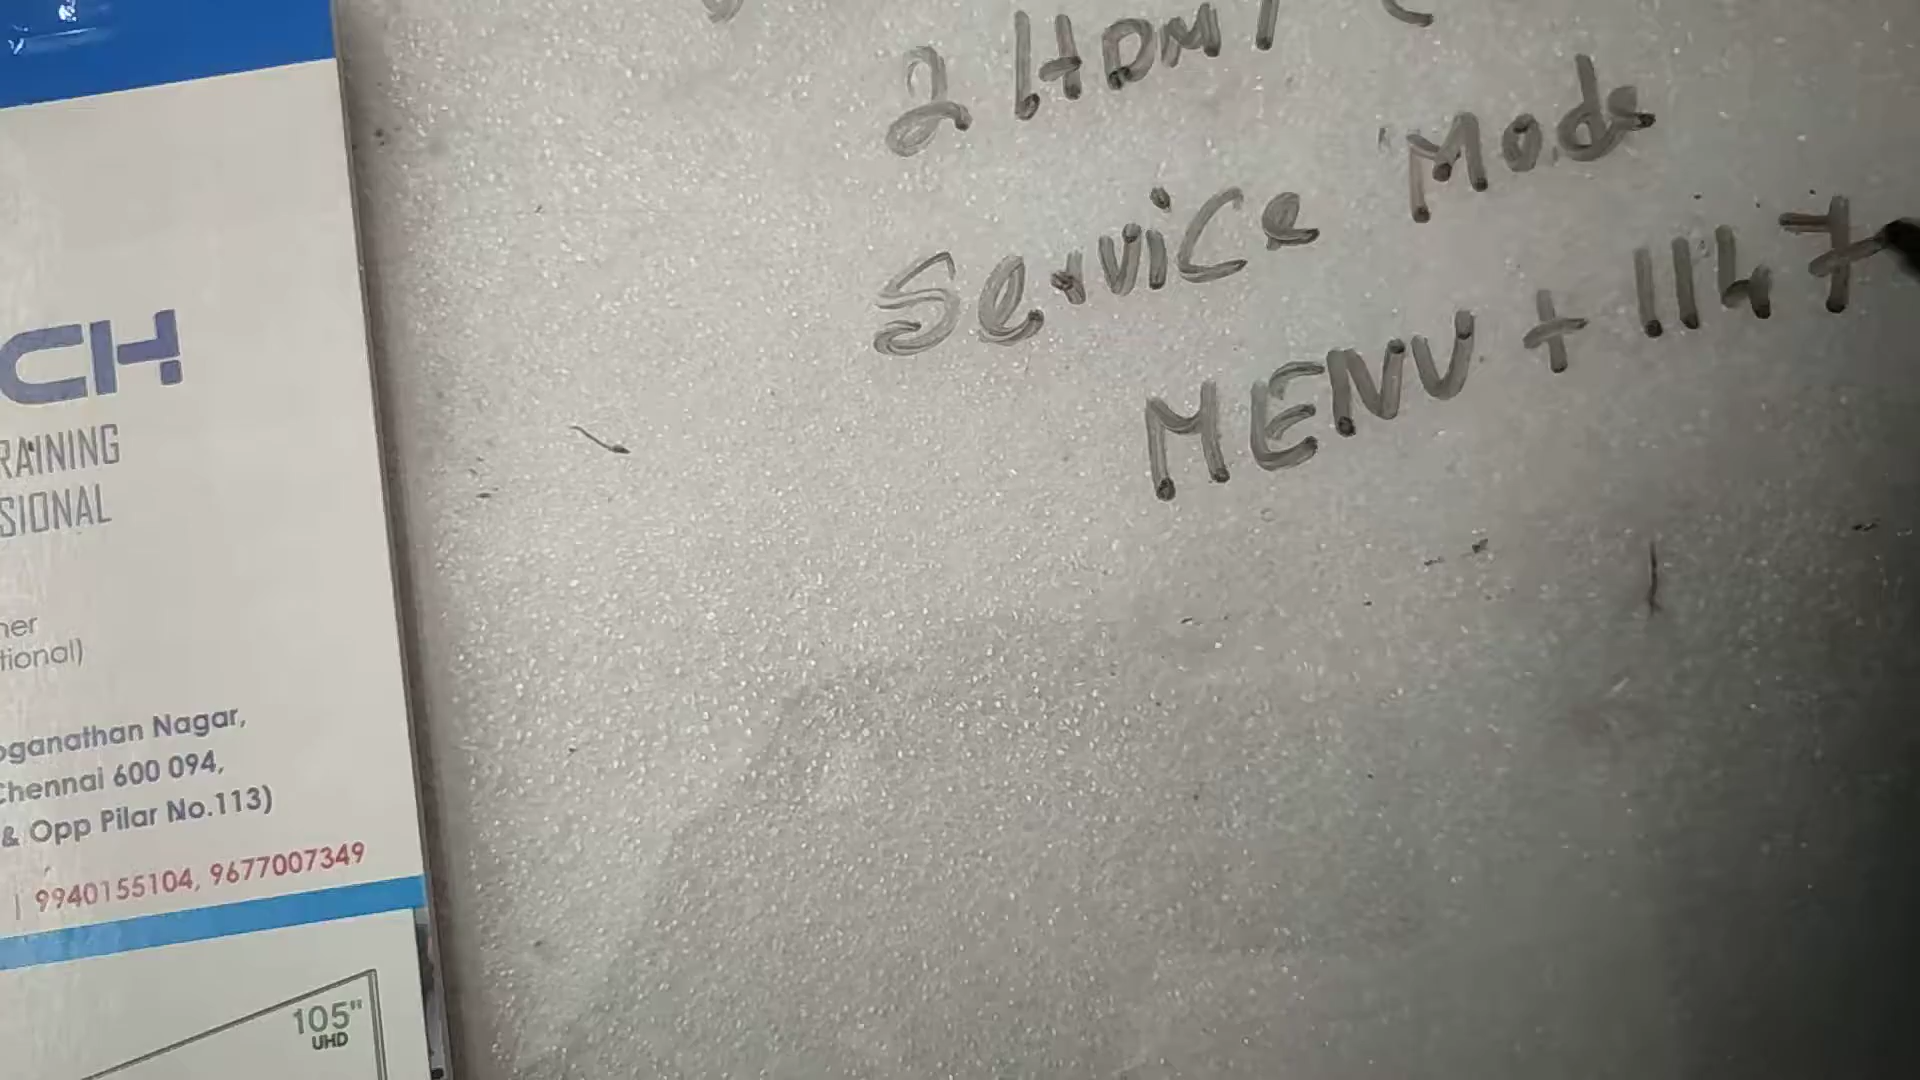 CH
RAINING
SIONAL
ner
tional)
oganathan Nagar,
Chennai 600 094,
& Opp Pilar No.113)
| 9940155104, 9677007349
105"
UHD
2 HDMI
Service Mode
MENU + 1147